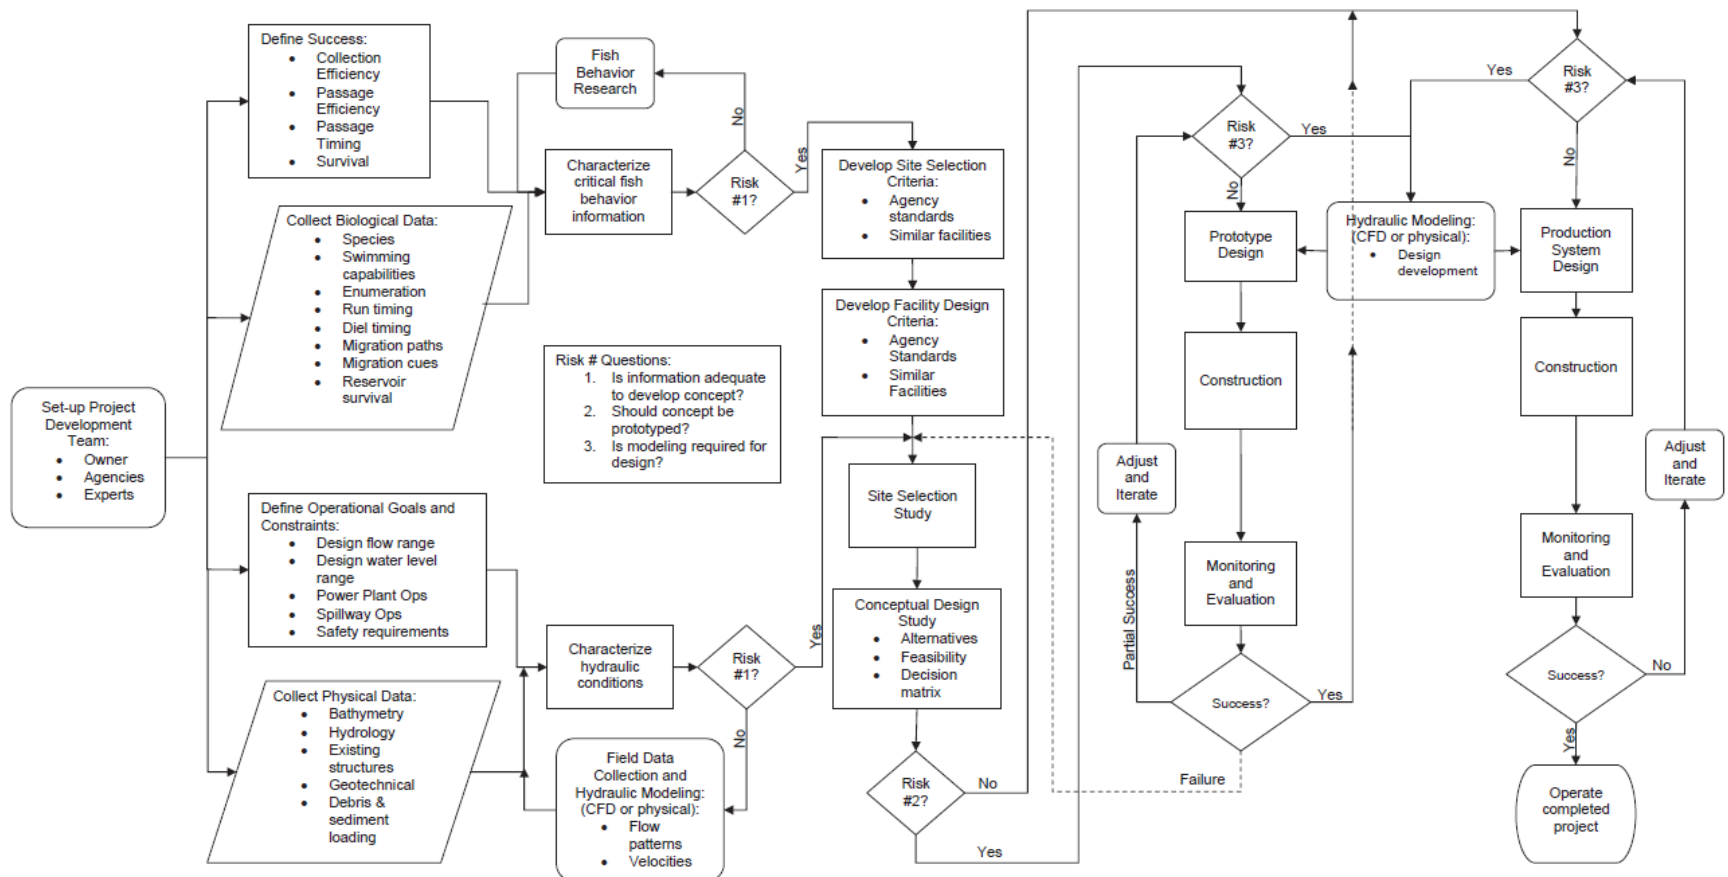 Set-up Project
Development
Team:
• Owner
• Agencies
• Experts
Define Success:
• Collection
Efficiency
• Passage
Efficiency
• Passage
Timing
• Survival
Collect Biological Data:
• Species
• Swimming
capabilities
• Enumeration
• Run timing
• Diel timing
• Migration paths
• Migration cues
• Reservoir
survival
Define Operational Goals and
Constraints:
• Design flow range
• Design water level
range
• Power Plant Ops
• Spillway Ops
• Safety requirements
Collect Physical Data:
• Bathymetry
• Hydrology
• Existing
structures
• Geotechnical
• Debris &
sediment
loading
Fish
Behavior
Research
No
Characterize
critical fish
behavior
information
Risk
#1?
Yes
Risk # Questions:
1. Is information adequate
to develop concept?
2. Should concept be
prototyped?
3. Is modeling required for
design?
Characterize
hydraulic
conditions
Risk
#1?
Yes
No
Field Data
Collection and
Hydraulic Modeling:
(CFD or physical):
• Flow
patterns
• Velocities
Develop Site Selection
Criteria:
• Agency
standards
• Similar facilities
Develop Facility Design
Criteria:
• Agency
Standards
• Similar
Facilities
Site Selection
Study
Conceptual Design
Study
• Alternatives
• Feasibility
• Decision
matrix
Risk
#2?
No
Yes
Risk
#3?
Yes
No
Prototype
Design
Construction
Adjust
and
Iterate
Monitoring
and
Evaluation
Partial Success
Success?
Yes
Failure
Hydraulic Modeling:
(CFD or physical):
• Design
development
Risk
#3?
Yes
No
Production
System
Design
Construction
Adjust
and
Iterate
Monitoring
and
Evaluation
Success?
No
Yes
Operate
completed
project